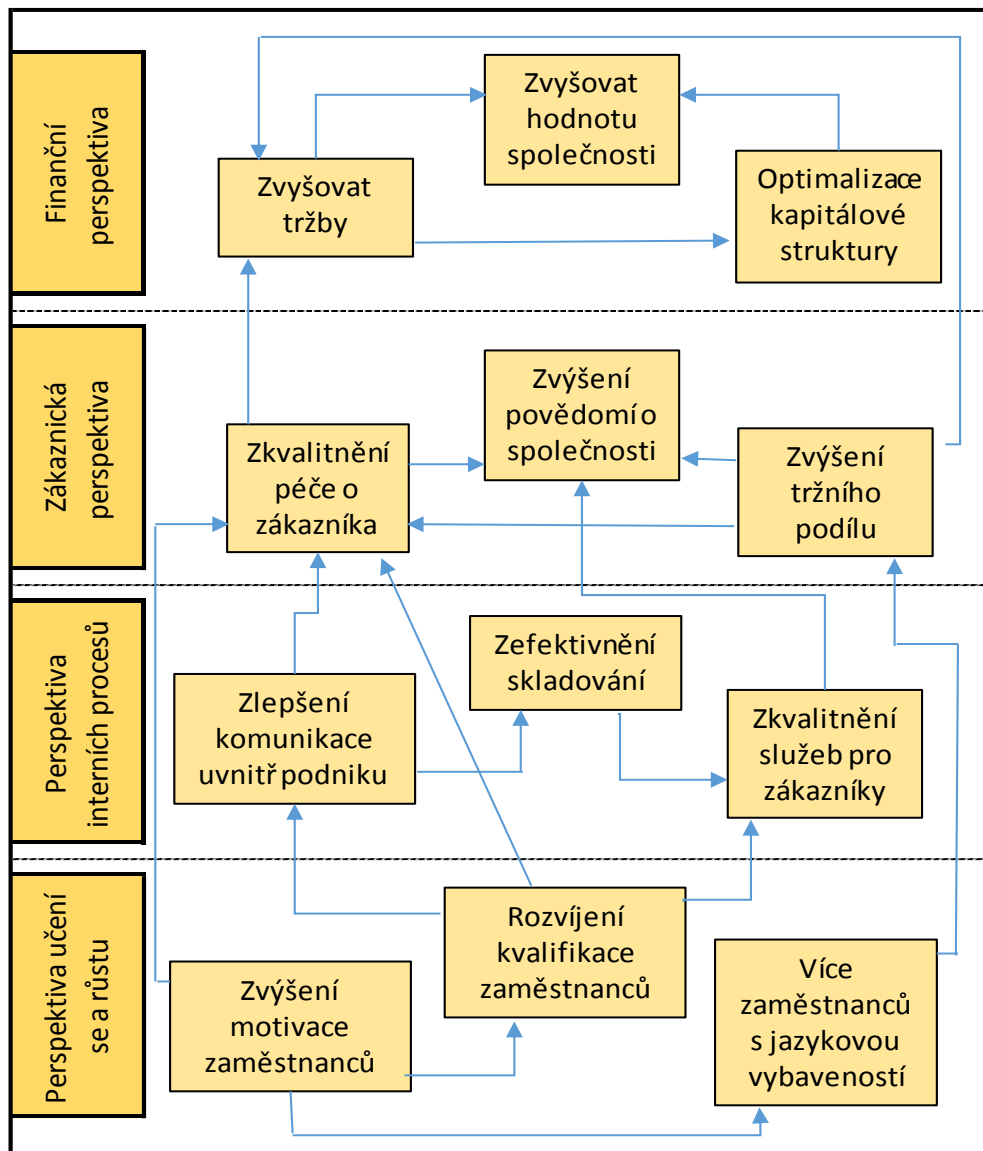 Finanční
perspektiva
Zvyšovat
hodnotu
společnosti
Zvyšovat
tržby
Optimalizace
kapitálové
struktury
Zákaznická
perspektiva
Zvýšení
povědomí o
společnosti
Zkvalitnění
péče o
zákazníka
Zvýšení
tržního
podílu
Perspektiva
interních procesů
Zefektivnění
skladování
Zlepšení
komunikace
uvnitř podniku
Zkvalitnění
služeb pro
zákazníky
Perspektiva učení
se a růstu
Rozvíjení
kvalifikace
zaměstnanců
Zvýšení
motivace
zaměstnanců
Více
zaměstnanců
s jazykovou
vybaveností